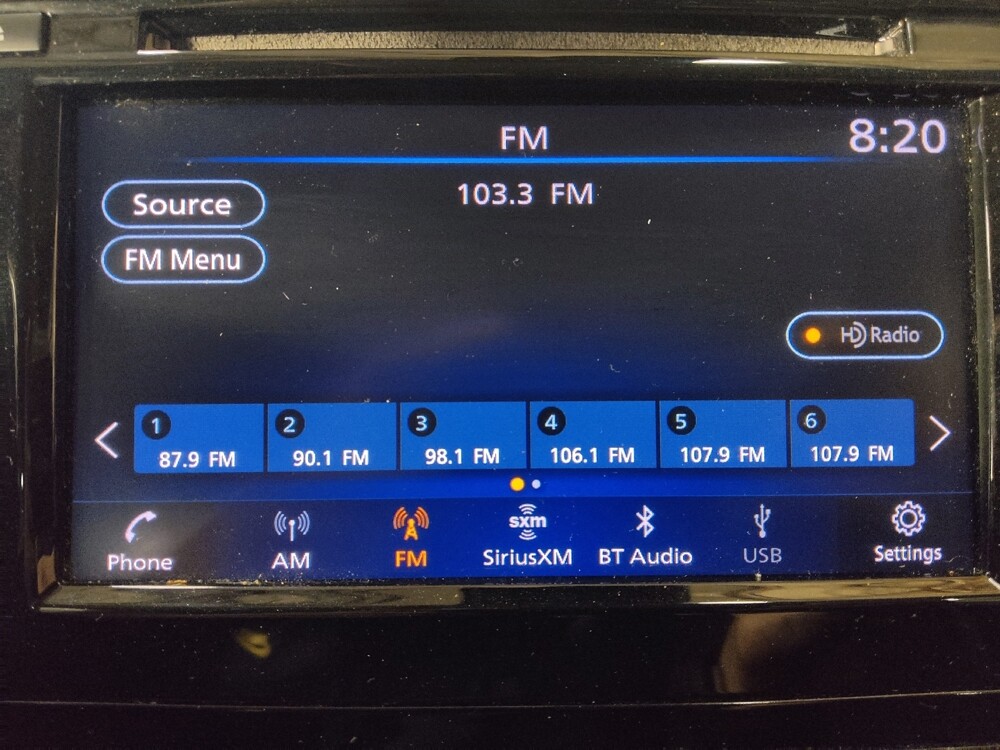 FM
8:20
Source
103.3 FM
FM Menu
HD Radio
1 2 3 4 5 6
87.9 FM 90.1 FM 98.1 FM 106.1 FM 107.9 FM 107.9 FM
sxm
Phone AM FM SiriusXM BT Audio USB Settings